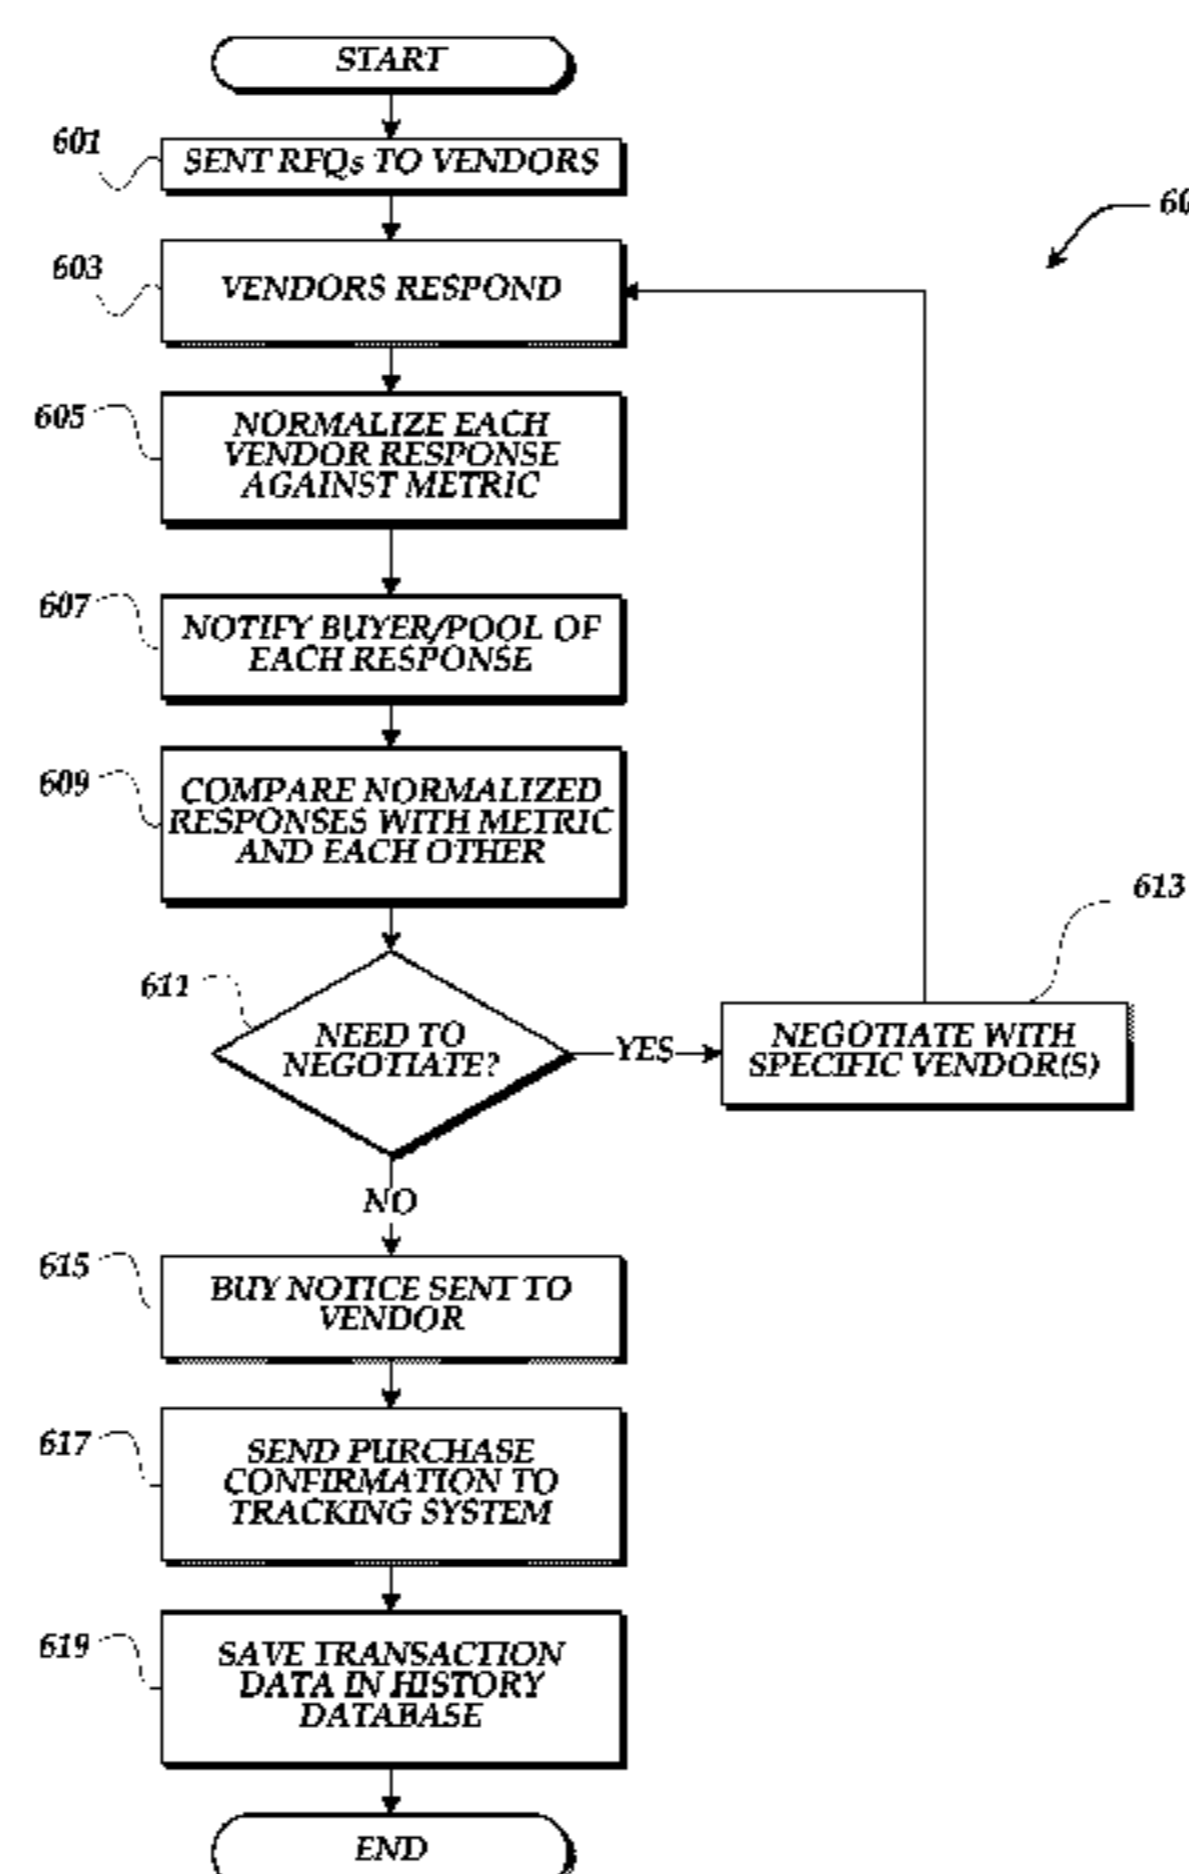 START
601
SENT RFQs TO VENDORS
60
603
VENDORS RESPOND
605
NORMALIZE EACH
VENDOR RESPONSE
AGAINST METRIC
607
NOTIFY BUYER/POOL OF
EACH RESPONSE
609
COMPARE NORMALIZED
RESPONSES WITH METRIC
AND EACH OTHER
611
NEED TO
NEGOTIATE?
YES
613
NEGOTIATE WITH
SPECIFIC VENDOR(S)
NO
615
BUY NOTICE SENT TO
VENDOR
617
SEND PURCHASE
CONFIRMATION TO
TRACKING SYSTEM
619
SAVE TRANSACTION
DATA IN HISTORY
DATABASE
END